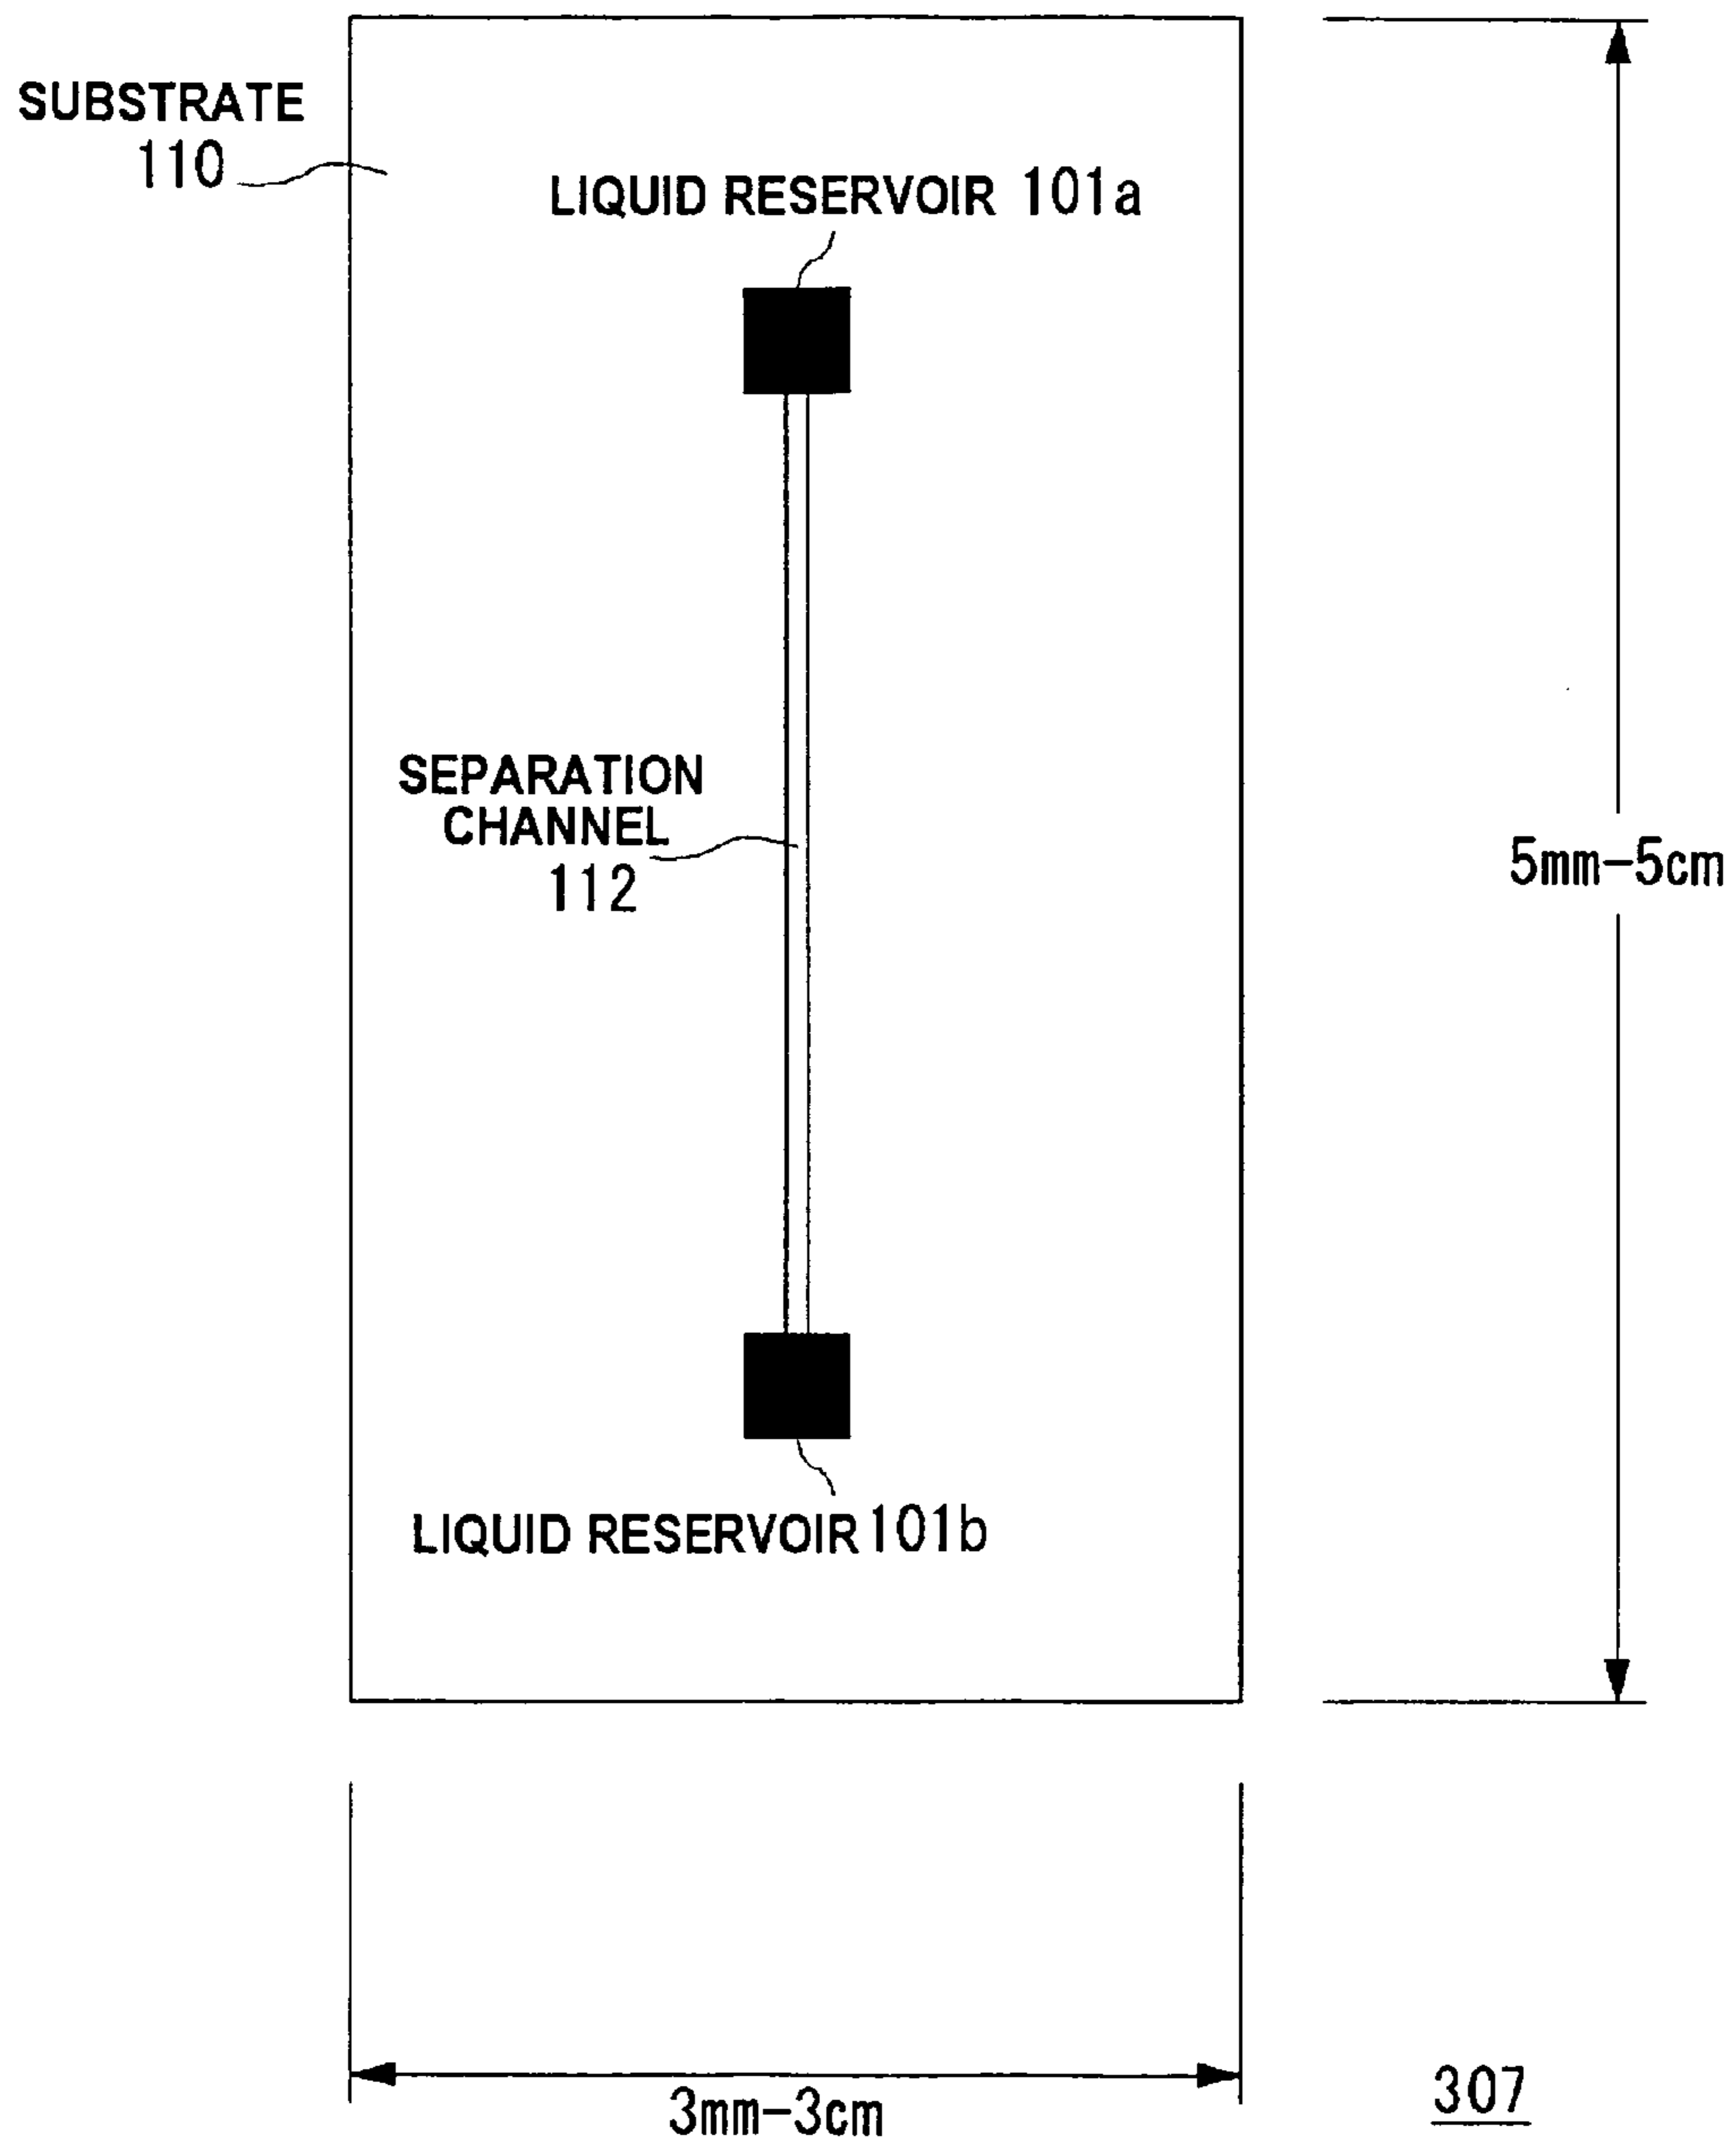 SUBSTRATE
110
LIQUID RESERVOIR 101a
SEPARATION
CHANNEL
112
5mm-5cm
LIQUID RESERVOIR 101b
3mm-3cm
307